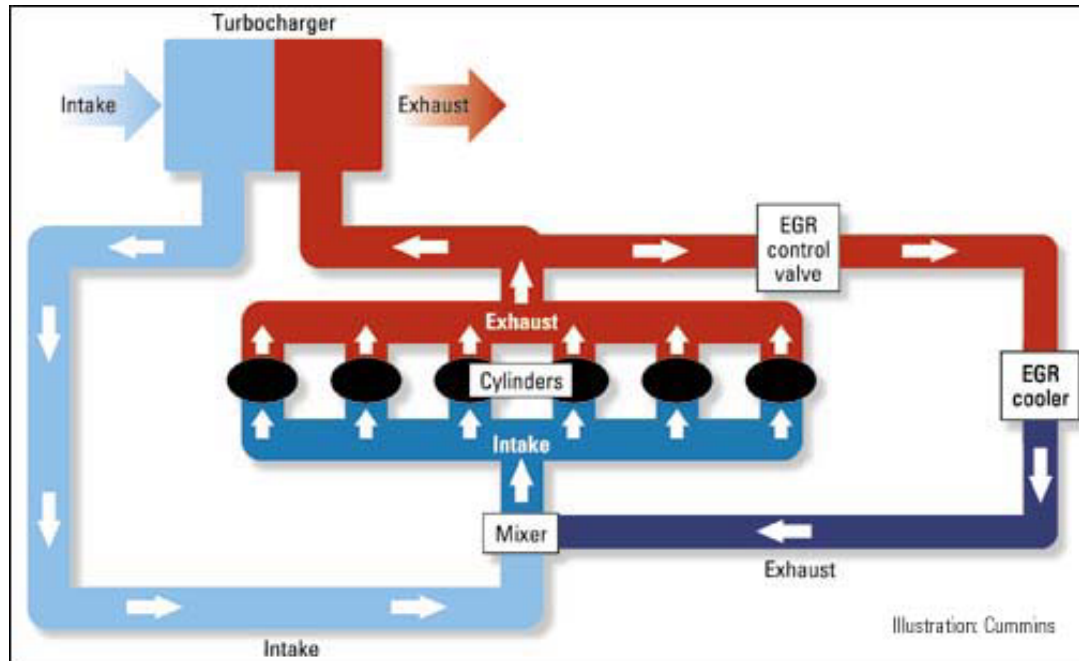 Turbocharger
Intake
Exhaust
EGR
control
valve
Exhaust
Cylinders
EGR
cooler
Intake
Mixer
Exhaust
Intake
Illustration: Cummins